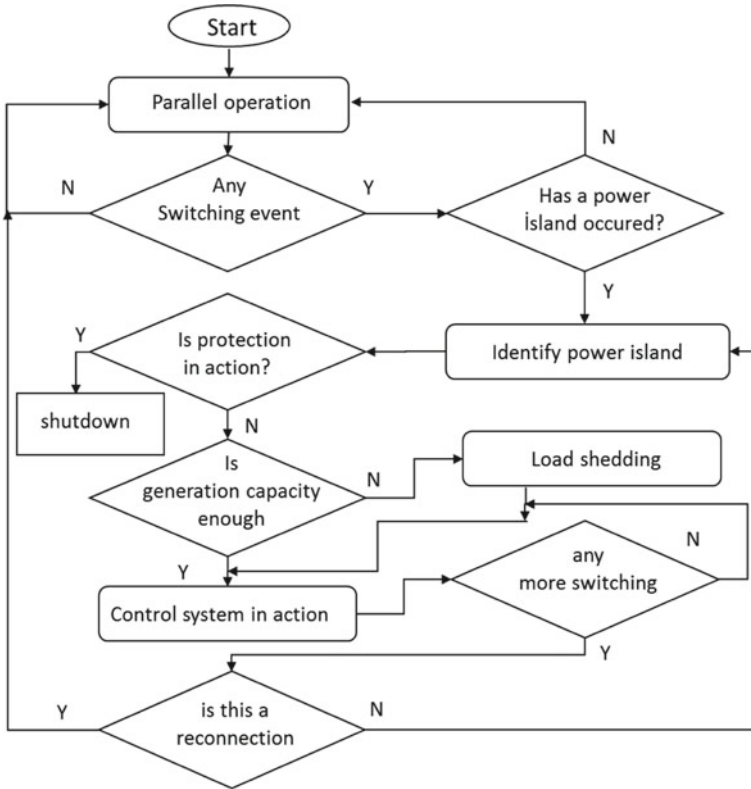 Start
Parallel operation
N
Any
Switching event
Y
N
Has a power
İsland occured?
Y
Y
Is protection
in action?
Identify power island
shutdown
N
Is
generation capacity
enough
N
Load shedding
Y
any
more switching
N
Control system in action
Y
Y
is this a
reconnection
N